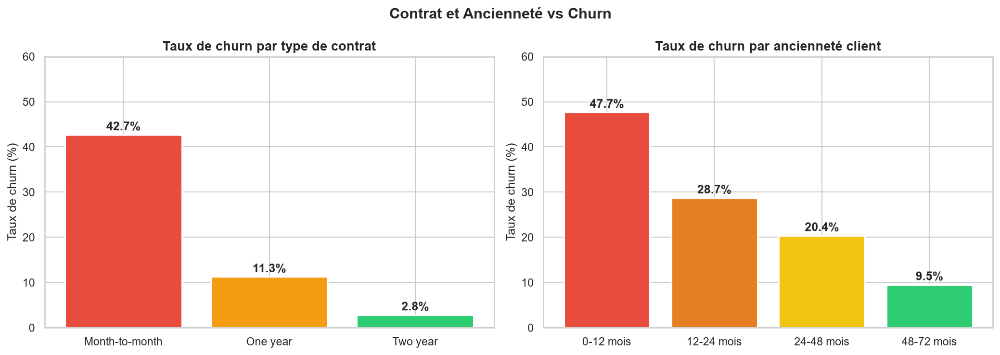 Contrat et Ancienneté vs Churn
Taux de churn par type de contrat
Taux de churn (%)
60
50
40
30
20
10
0
42.7%
11.3%
2.8%
Month-to-month
One year
Two year
Taux de churn par ancienneté client
Taux de churn (%)
60
50
40
30
20
10
0
47.7%
28.7%
20.4%
9.5%
0-12 mois
12-24 mois
24-48 mois
48-72 mois